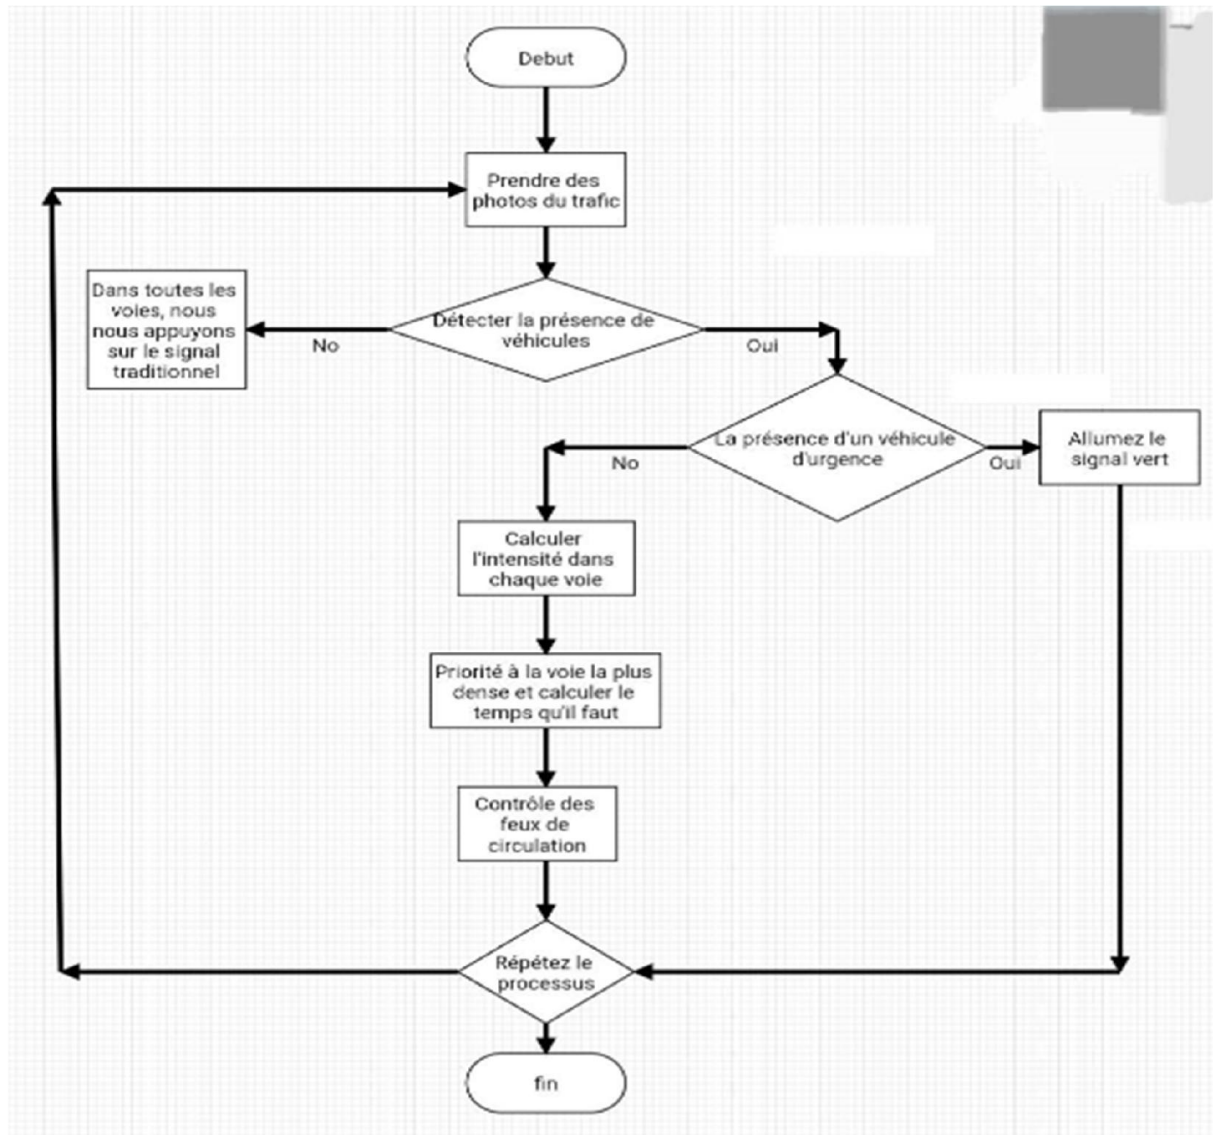 Debut
Prendre des
photos du trafic
Dans toutes les
voies, nous
nous appuyons
sur le signal
traditionnel
No
Détecter la présence de
véhicules
Oui
La présence d'un véhicule
d'urgence
No
Oui
Allumez le
signal vert
Calculer
l'intensité dans
chaque voie
Priorité à la voie la plus
dense et calculer le
temps qu'il faut
Contrôle des
feux de
circulation
Répétez le
processus
fin